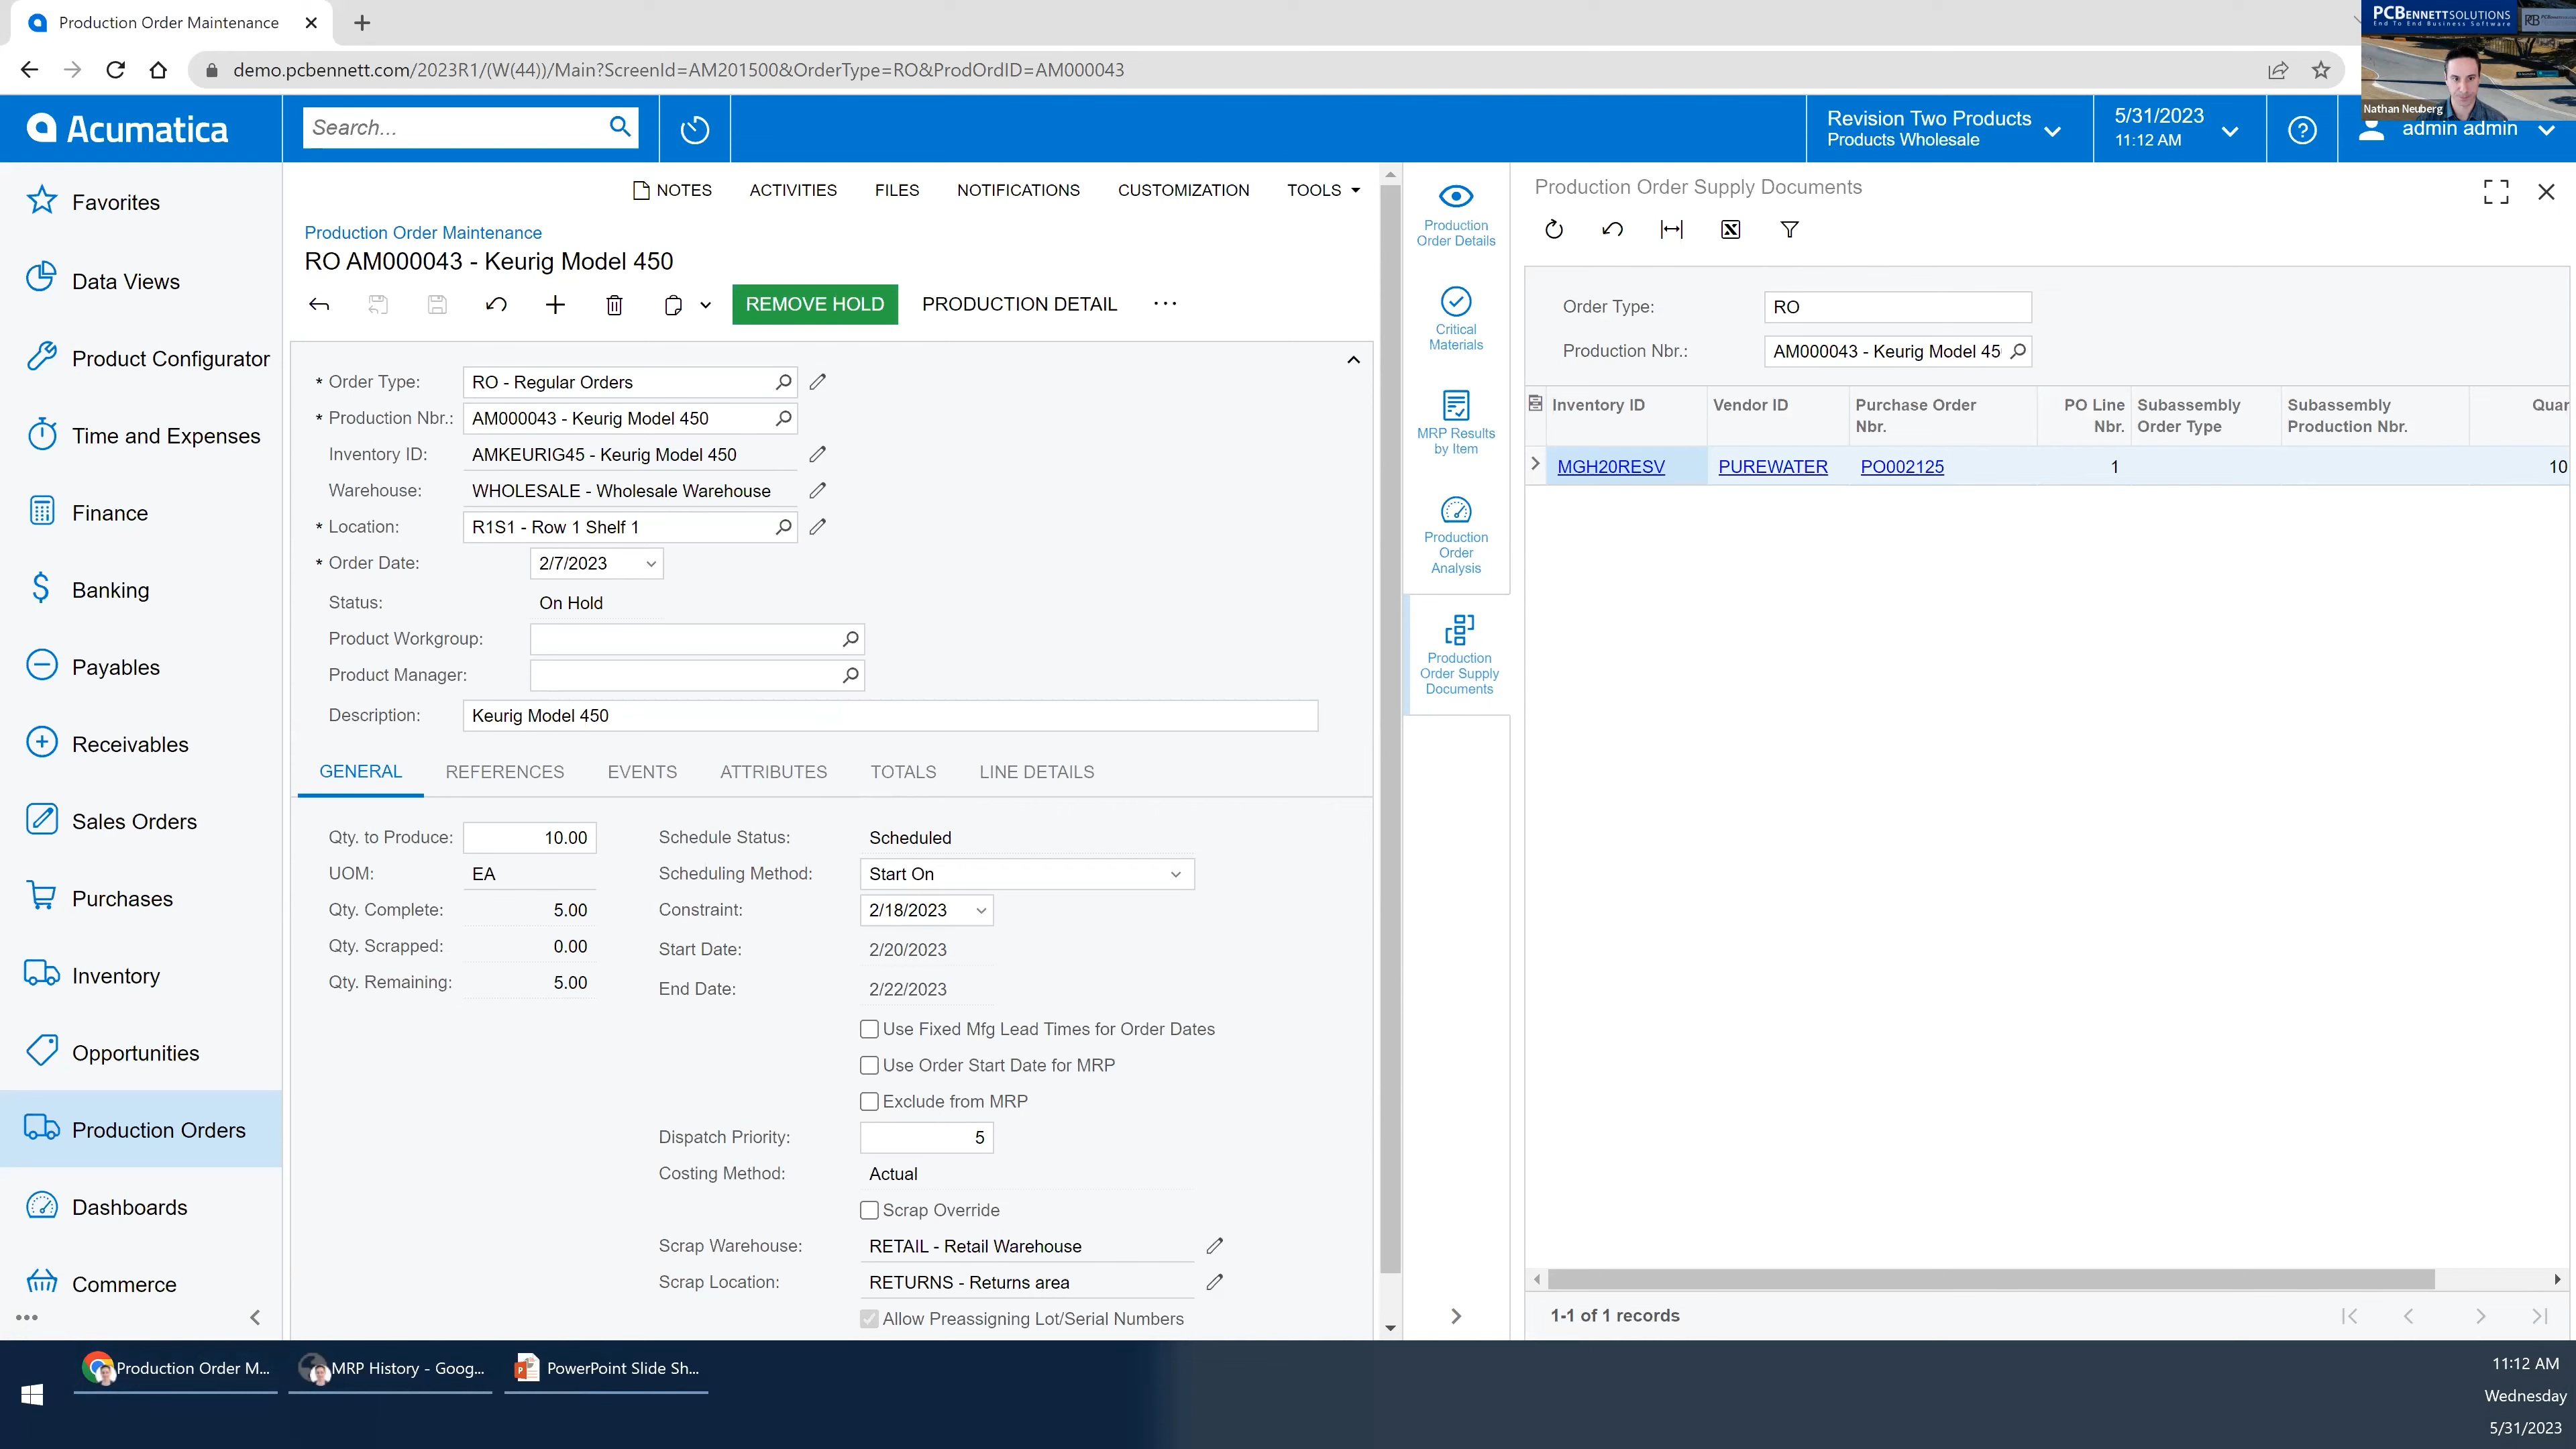 Production Order Maintenance
demo.pcbennett.com/2023R1/(W(44))/Main?ScreenId=AM201500&OrderType=RO&ProdOrdID=AM000043
PCBENNETTSOLUTIONS
End To End Business Software
Nathan Neuberg
Acumatica
Search...
Revision Two Products
Products Wholesale
5/31/2023
11:12 AM
admin admin
Favorites
Data Views
Product Configurator
Time and Expenses
Finance
Banking
Payables
Receivables
Sales Orders
Purchases
Inventory
Opportunities
Production Orders
Dashboards
Commerce
NOTES ACTIVITIES FILES NOTIFICATIONS CUSTOMIZATION TOOLS
Production Order Maintenance
RO AM000043 - Keurig Model 450
REMOVE HOLD PRODUCTION DETAIL ...
* Order Type: RO - Regular Orders
* Production Nbr.: AM000043 - Keurig Model 450
Inventory ID: AMKEURIG45 - Keurig Model 450
Warehouse: WHOLESALE - Wholesale Warehouse
* Location: R1S1 - Row 1 Shelf 1
* Order Date: 2/7/2023
Status: On Hold
Product Workgroup:
Product Manager:
Description: Keurig Model 450
GENERAL REFERENCES EVENTS ATTRIBUTES TOTALS LINE DETAILS
Qty. to Produce: 10.00
UOM: EA
Qty. Complete: 5.00
Qty. Scrapped: 0.00
Qty. Remaining: 5.00
Schedule Status: Scheduled
Scheduling Method: Start On
Constraint: 2/18/2023
Start Date: 2/20/2023
End Date: 2/22/2023
Use Fixed Mfg Lead Times for Order Dates
Use Order Start Date for MRP
Exclude from MRP
Dispatch Priority: 5
Costing Method: Actual
Scrap Override
Scrap Warehouse: RETAIL - Retail Warehouse
Scrap Location: RETURNS - Returns area
Allow Preassigning Lot/Serial Numbers
Production
Order Details
Critical
Materials
MRP Results
by Item
Production
Order
Analysis
Production
Order Supply
Documents
Production Order Supply Documents
Order Type: RO
Production Nbr.: AM000043 - Keurig Model 45
Inventory ID Vendor ID Purchase Order Nbr. PO Line Nbr. Subassembly Order Type Subassembly Production Nbr. Quar
MGH20RESV PUREWATER PO002125 1 10
1-1 of 1 records
Production Order M...
MRP History - Goog...
PowerPoint Slide Sh...
11:12 AM
Wednesday
5/31/2023